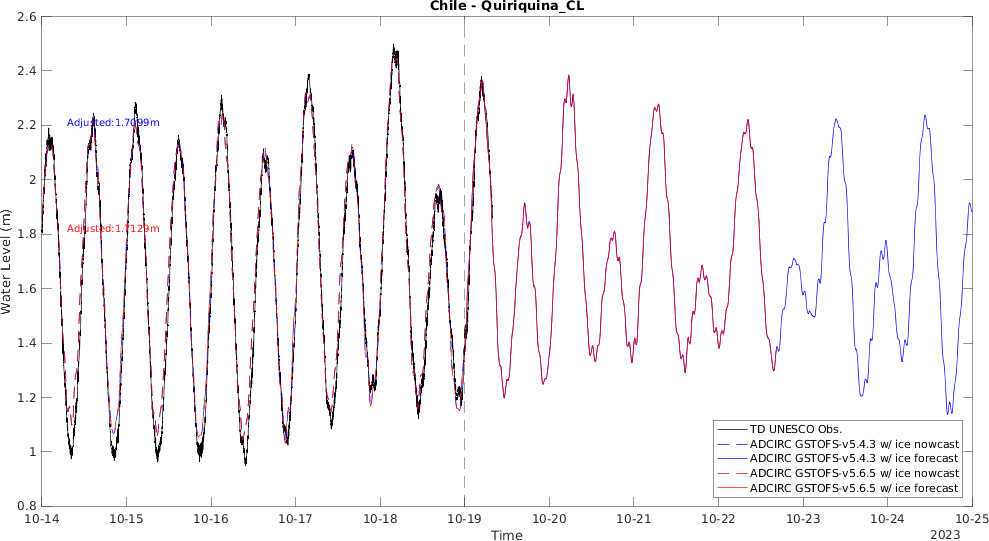 Chile - Quiriquina_CL
2.6
2.4
2.2
2
1.8
1.6
1.4
1.2
1
0.8
Water Level (m)
Adjusted:1.7099m
Adjusted:1.7129m
TD UNESCO Obs.
ADCIRC GSTOFS-v5.4.3 w/ ice nowcast
ADCIRC GSTOFS-v5.4.3 w/ ice forecast
ADCIRC GSTOFS-v5.6.5 w/ ice nowcast
ADCIRC GSTOFS-v5.6.5 w/ ice forecast
10-14 10-15 10-16 10-17 10-18 10-19 10-20 10-21 10-22 10-23 10-24 10-25
Time
2023